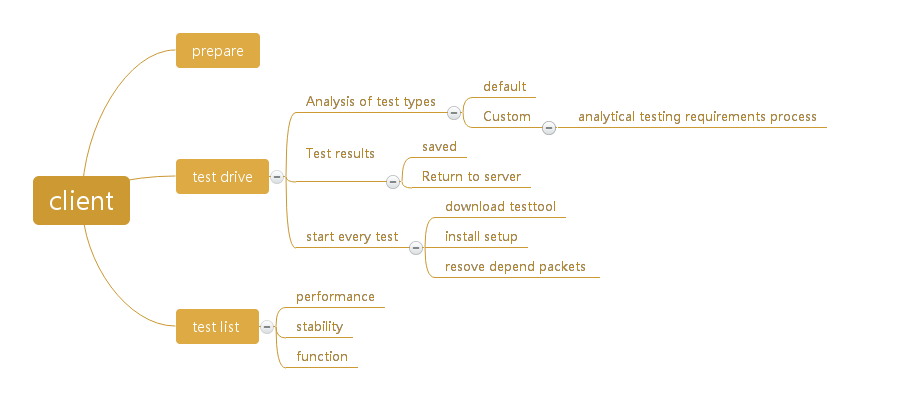 client
prepare
test drive
Analysis of test types
default
Custom
analytical testing requirements process
Test results
saved
Return to server
start every test
download testtool
install setup
resove depend packets
test list
performance
stability
function